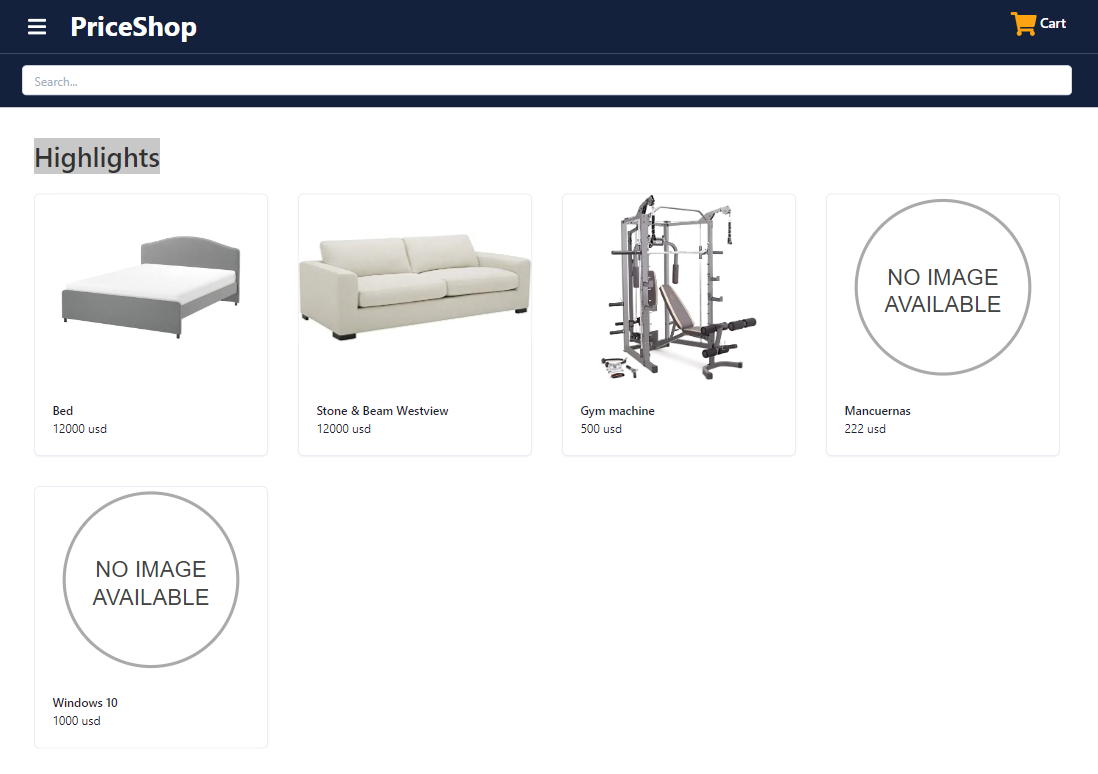 PriceShop
Cart
Search...
Highlights
NO IMAGE
AVAILABLE
Bed
12000 usd
Stone & Beam Westview
12000 usd
Gym machine
500 usd
Mancuernas
222 usd
NO IMAGE
AVAILABLE
Windows 10
1000 usd